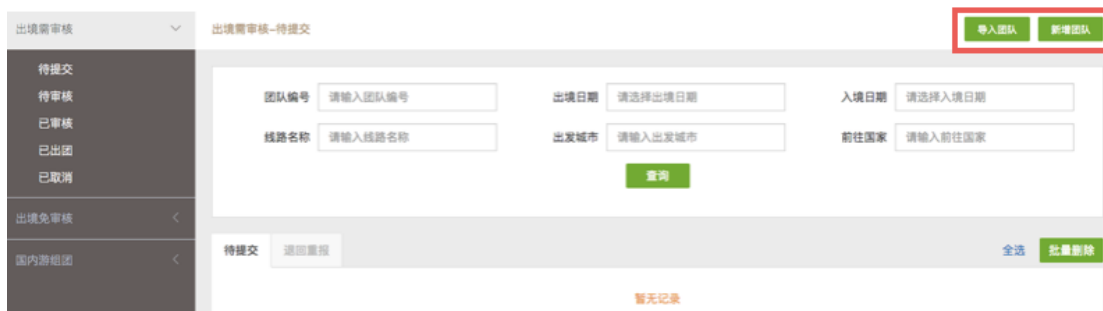 出境需审核
出境需审核-待提交
导入团队 新增团队
待提交
待审核
已审核
已出团
已取消
出境免审核
国内游组团
团队编号 请输入团队编号 出境日期 请选择出境日期 入境日期 请选择入境日期
线路名称 请输入线路名称 出发城市 请输入出发城市 前往国家 请输入前往国家
查询
待提交 退回重报 全选 批量删除
暂无记录